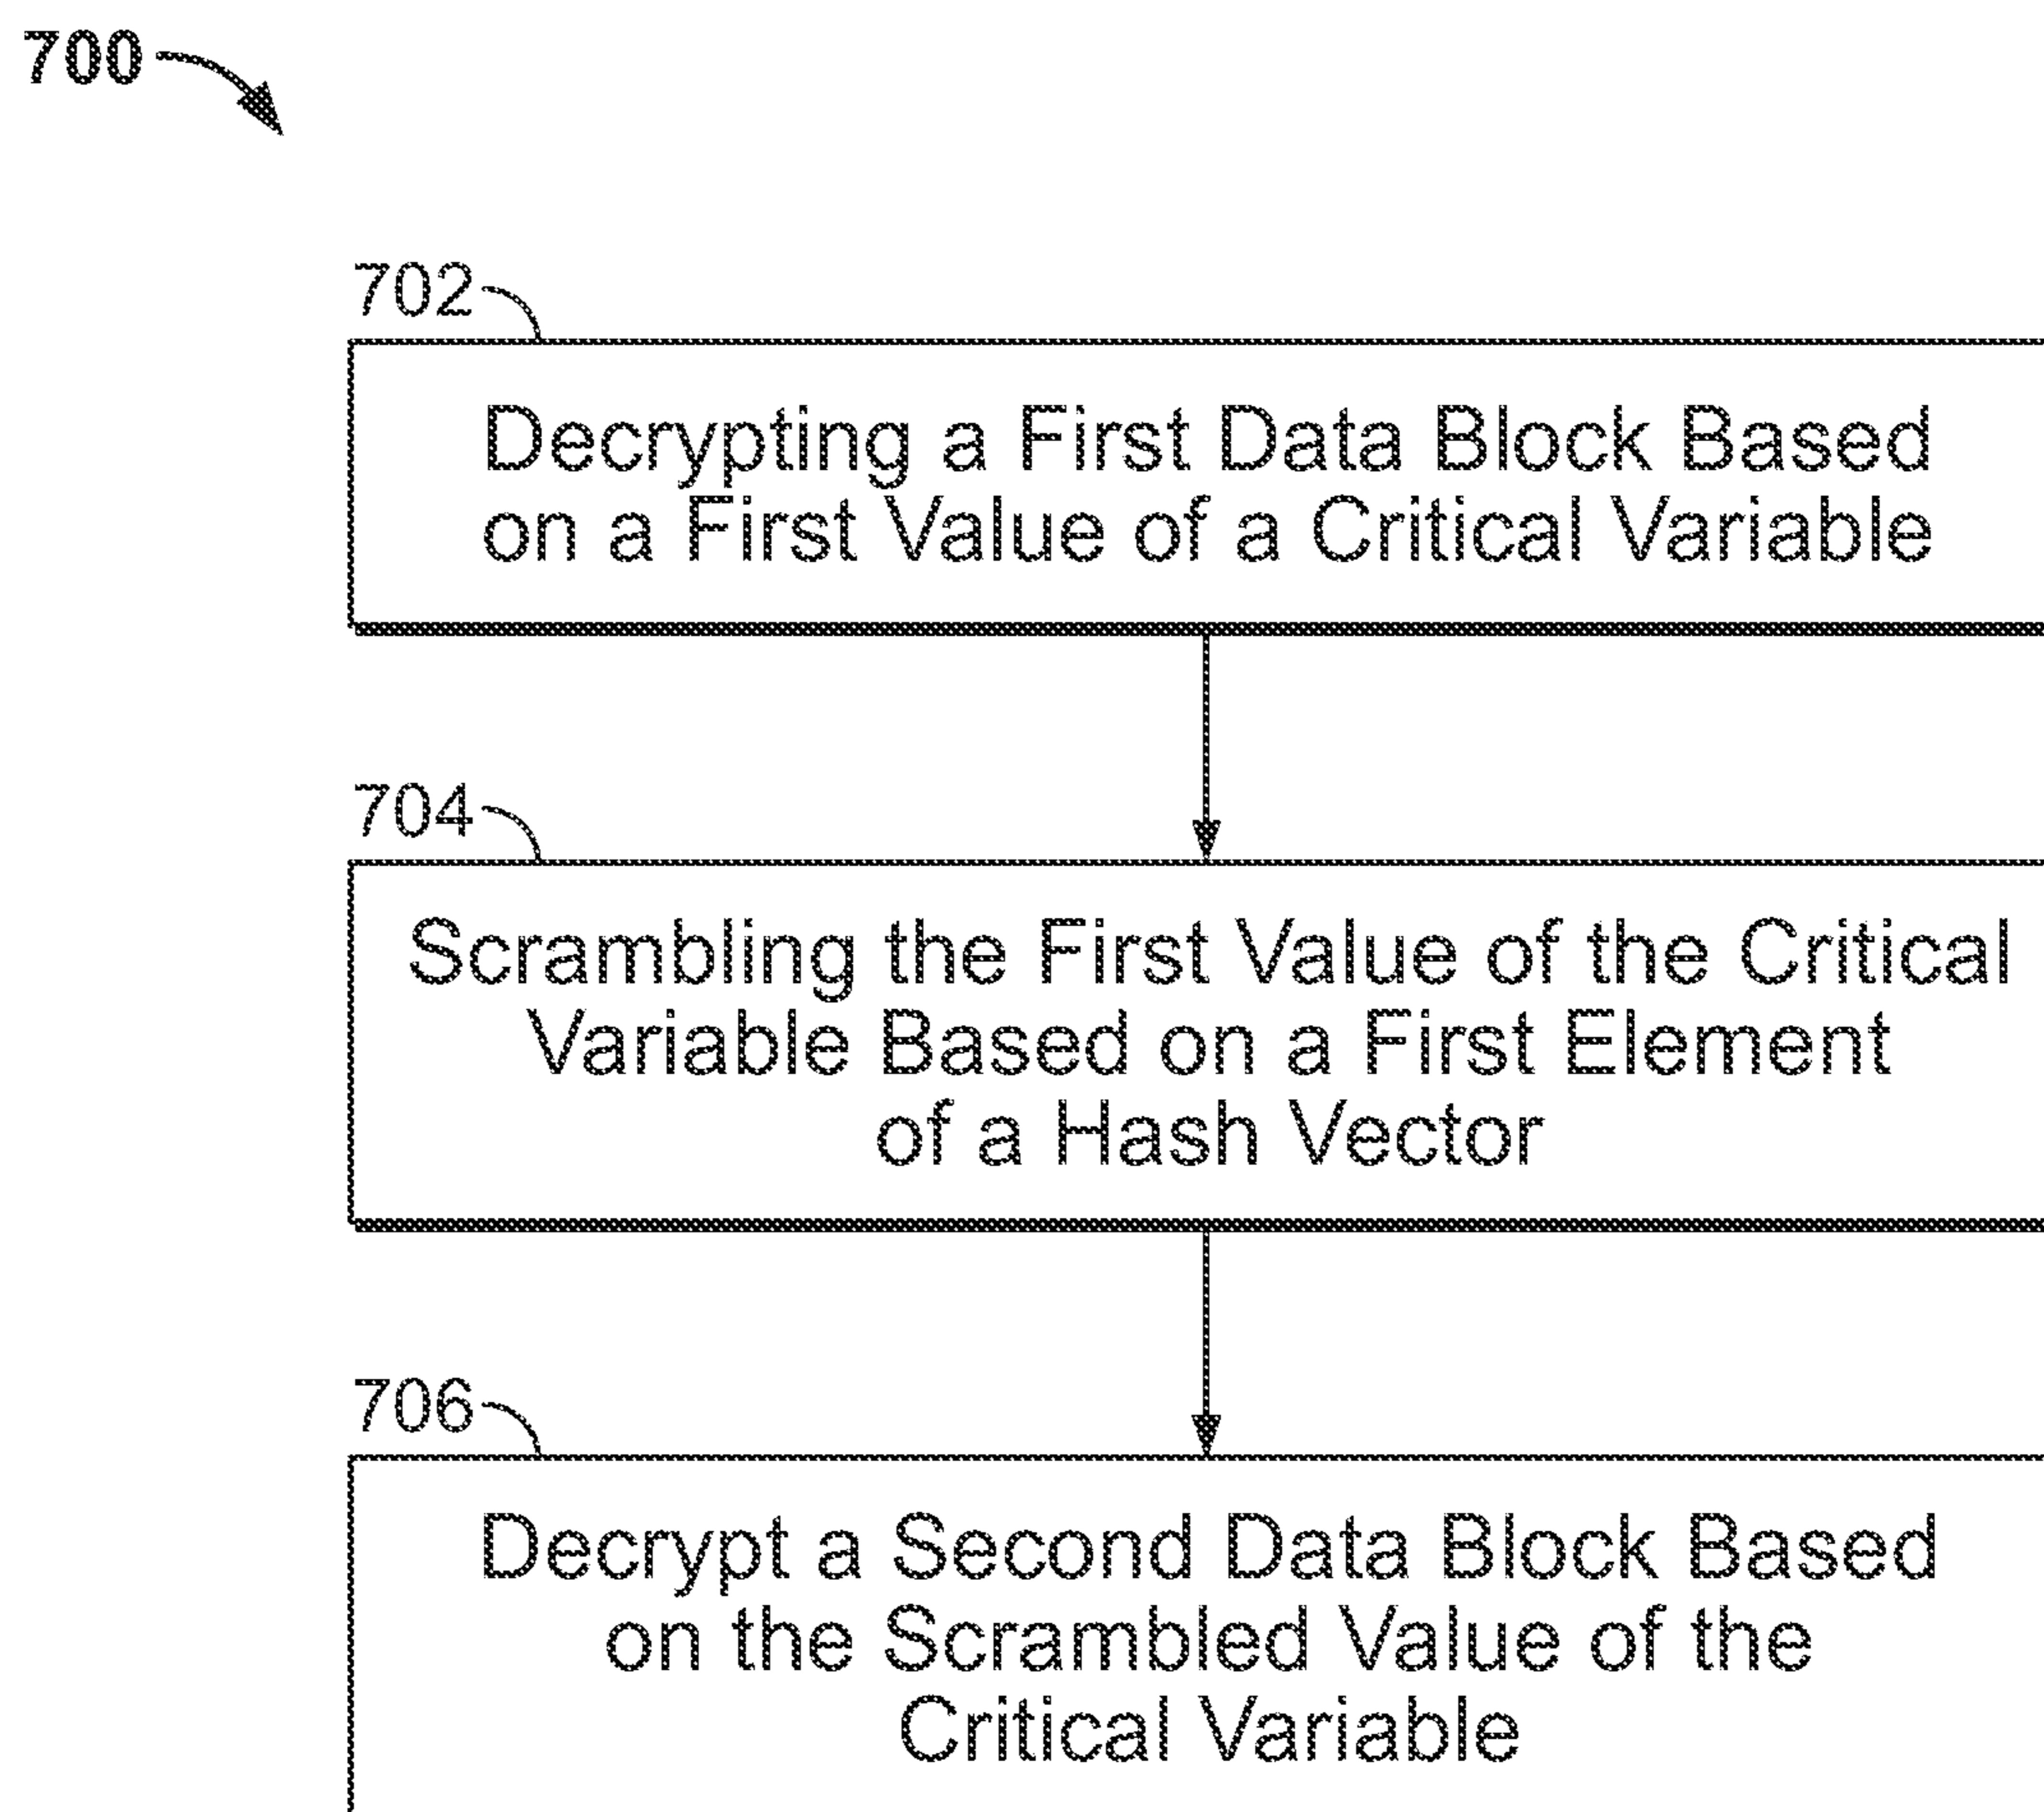 700
702
Decrypting a First Data Block Based
on a First Value of a Critical Variable
704
Scrambling the First Value of the Critical
Variable Based on a First Element
of a Hash Vector
706
Decrypt a Second Data Block Based
on the Scrambled Value of the
Critical Variable